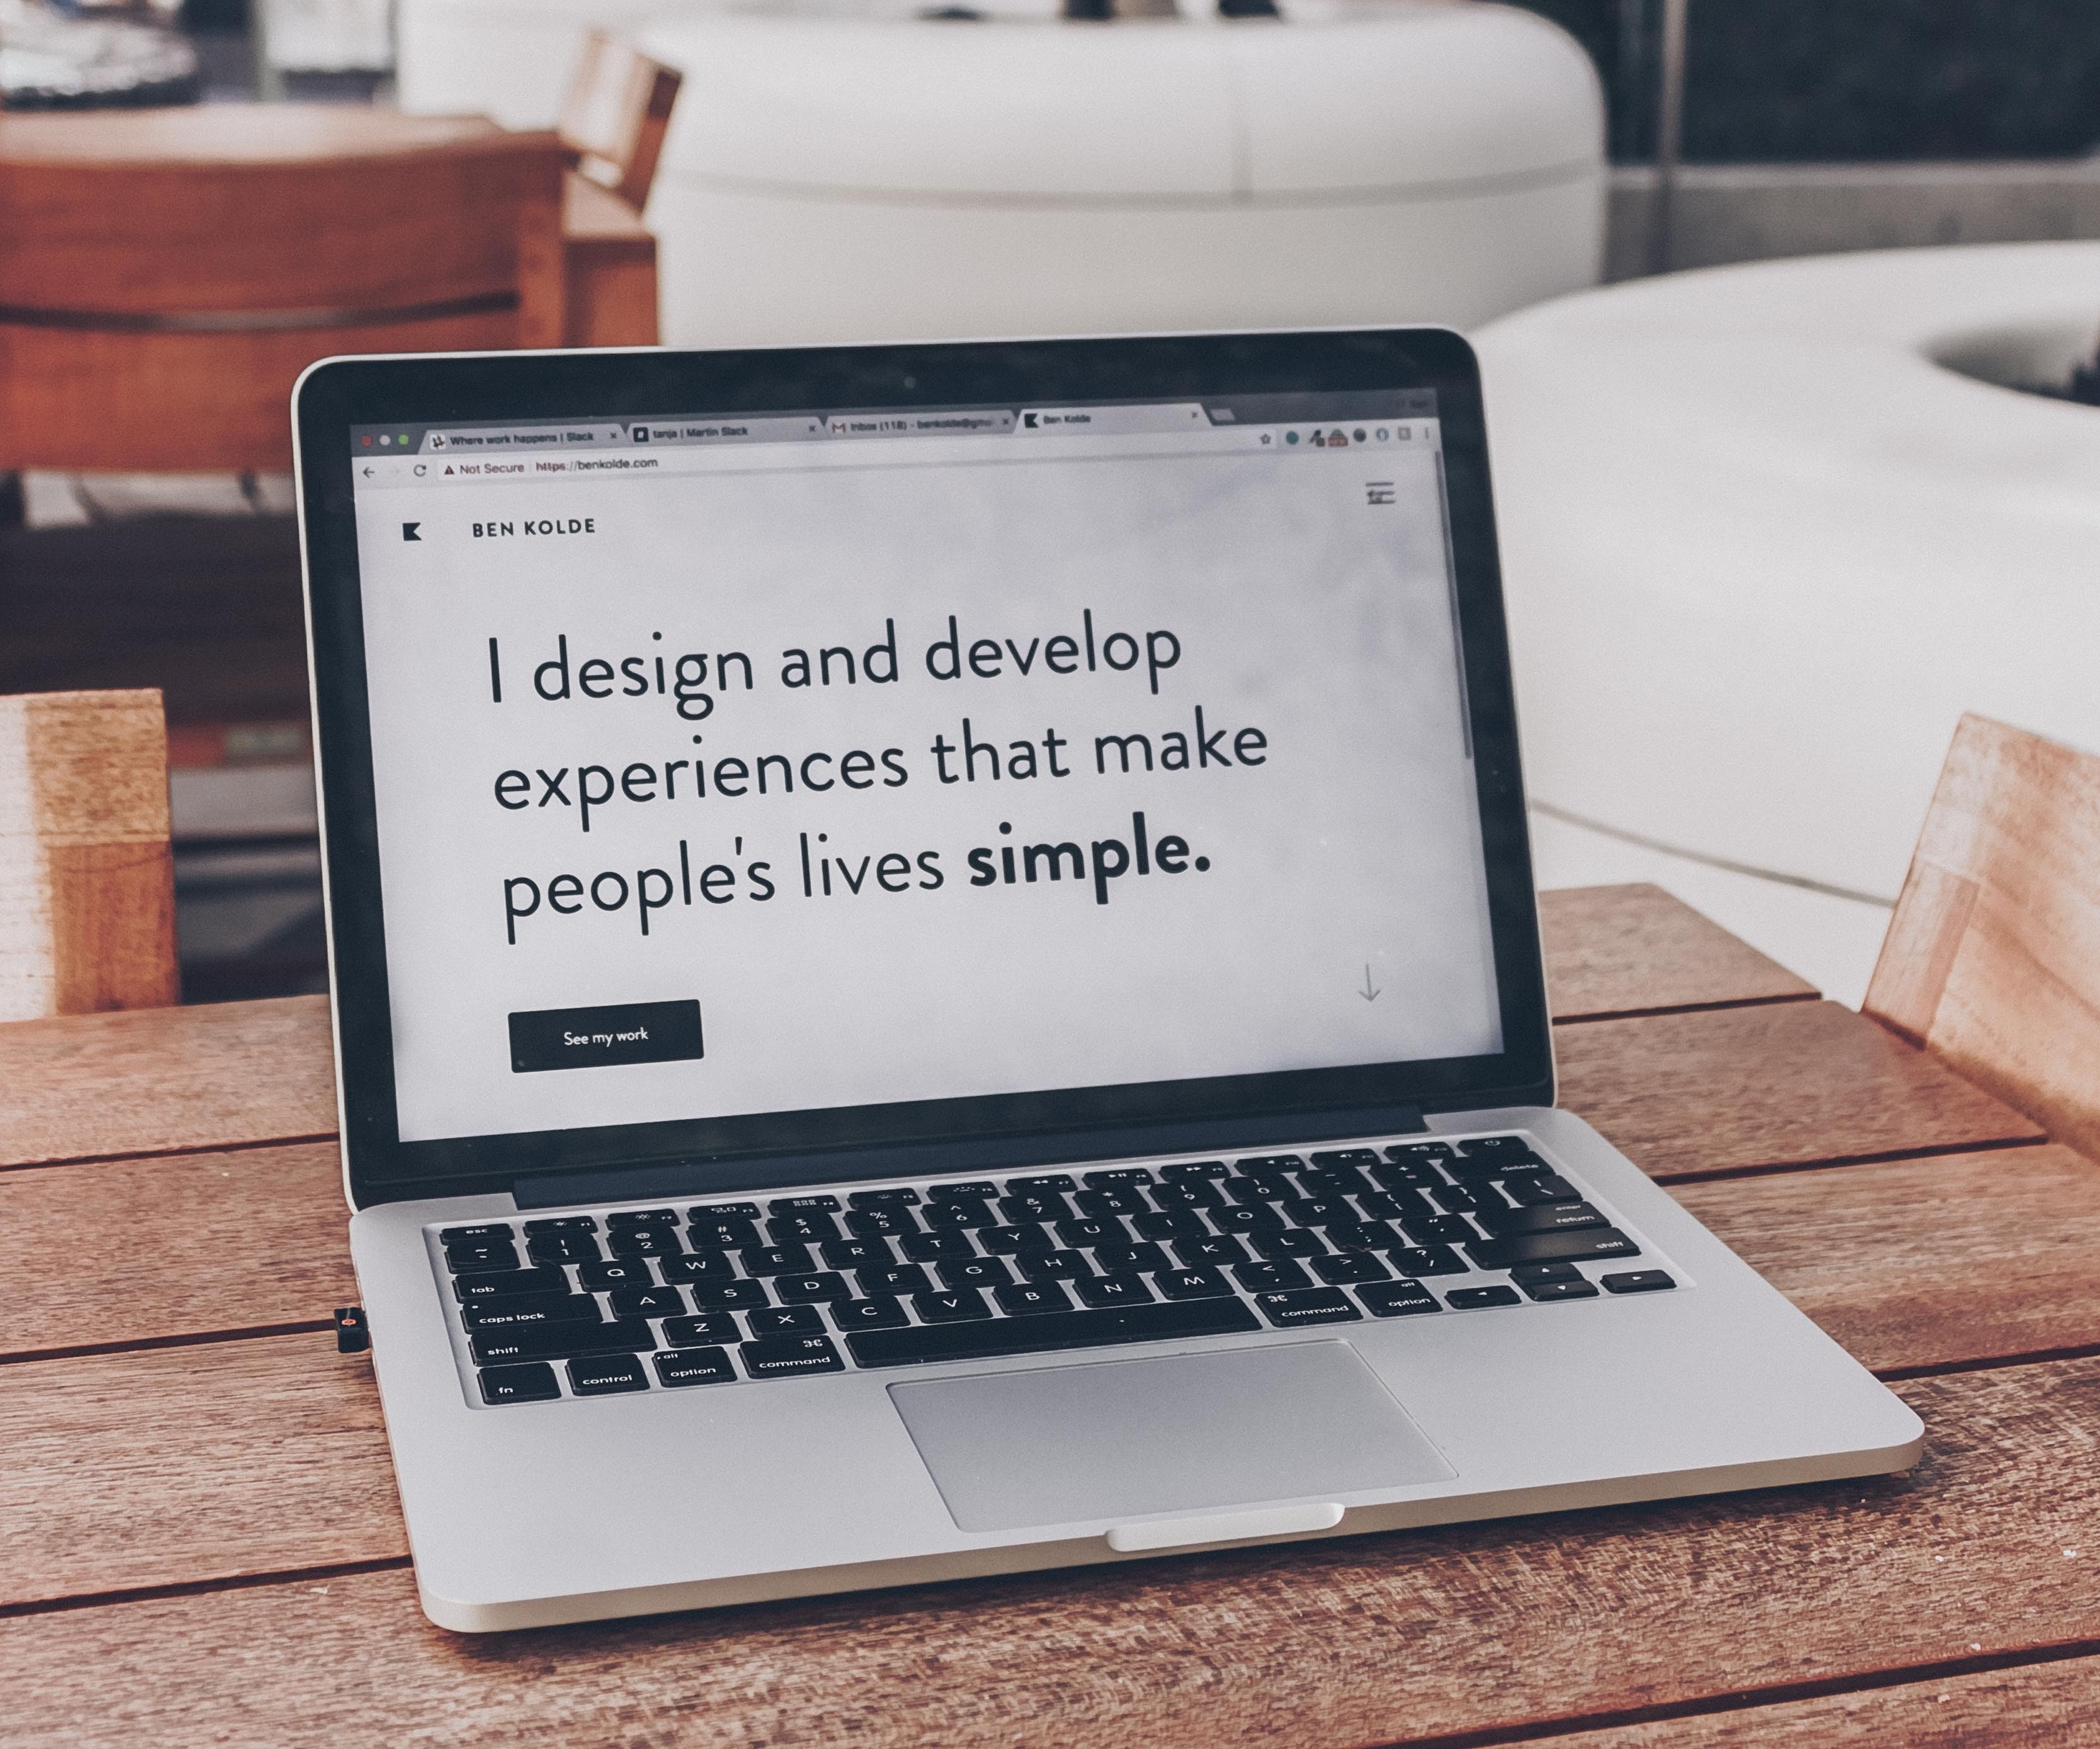 Where work happens | Slack
tanja | Martin Slack
Inbox (118) - benkolde@gma
Ben Kolde
Not Secure
https://benkolde.com
BEN KOLDE
I design and develop
experiences that make
people's lives simple.
See my work
esc
~ ! 1 @ 2 # 3 $ 4 % 5 ^ 6 & 7 * 8 ( 9 ) 0 delete
tab Q W E R T Y U I O P
caps lock A S D F G H J K L enter return
shift Z X C V B N M < , > . ? / shift
fn control alt option ⌘ command ⌘ command alt option